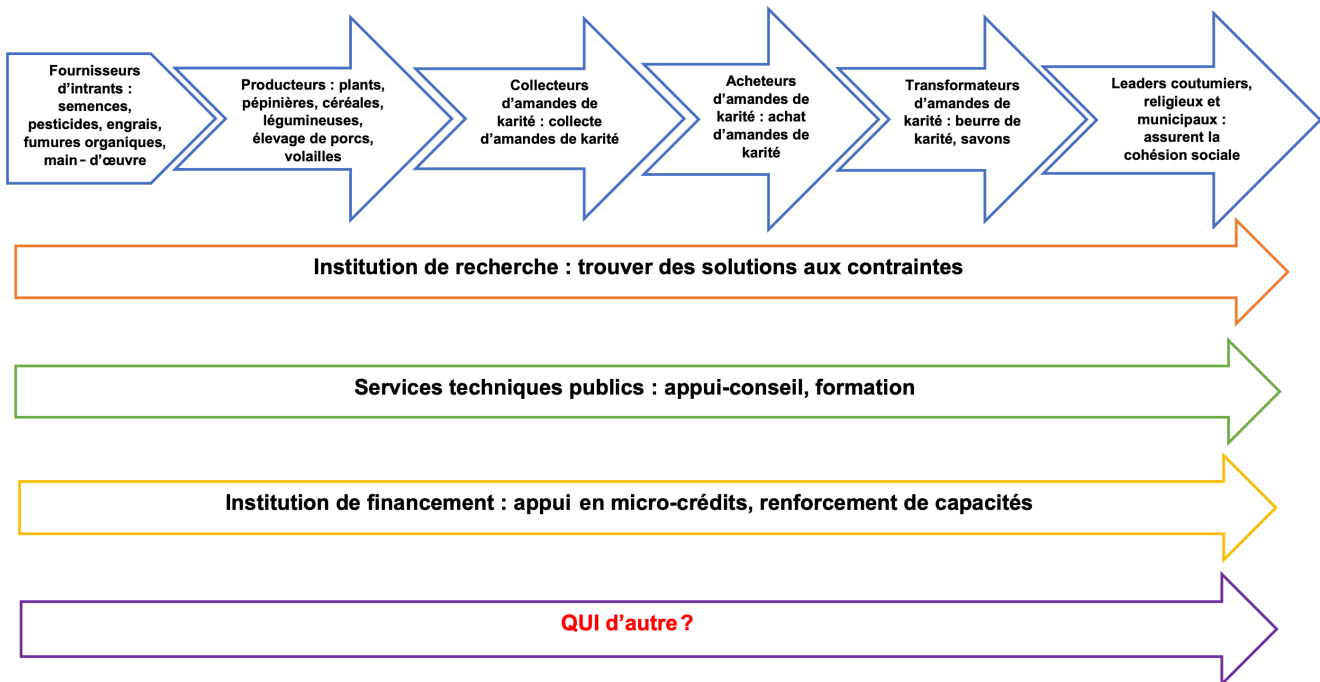 Fournisseurs
d'intrants :
semences,
pesticides, engrais,
fumures organiques,
main – d'œuvre
Producteurs : plants,
pépinières, céréales,
légumineuses,
élevage de porcs,
volailles
Collecteurs
d'amandes de
karité : collecte
d'amandes de karité
Acheteurs
d'amandes de
karité : achat
d'amandes de
karité
Transformateurs
d'amandes de
karité : beurre de
karité, savons
Leaders coutumiers,
religieux et
municipaux :
assurent la
cohésion sociale
Institution de recherche : trouver des solutions aux contraintes
Services techniques publics : appui-conseil, formation
Institution de financement : appui en micro-crédits, renforcement de capacités
QUI d'autre ?